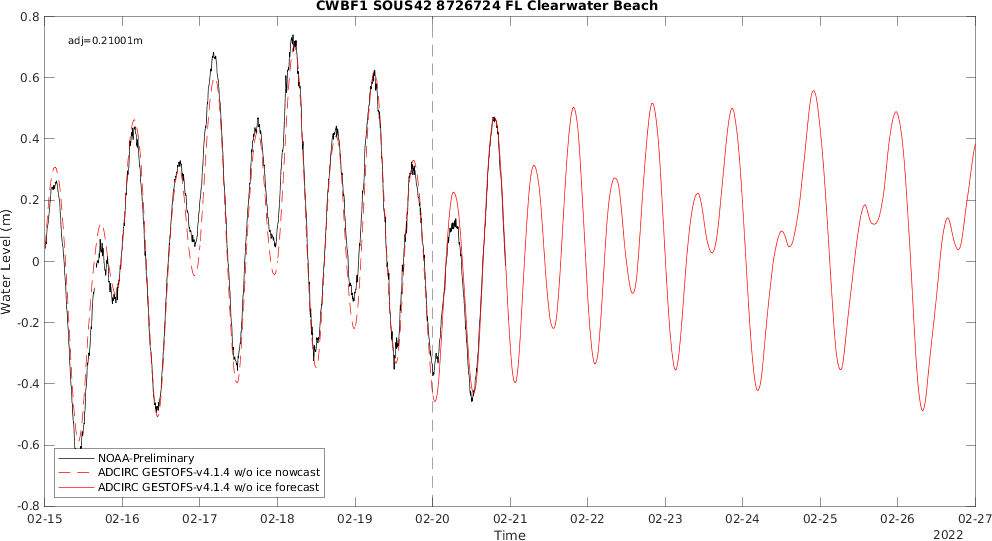 CWBF1 SOUS42 8726724 FL Clearwater Beach
adj=0.21001m
Water Level (m)
0.8
0.6
0.4
0.2
0
-0.2
-0.4
-0.6
-0.8
NOAA-Preliminary
ADCIRC GESTOFS-v4.1.4 w/o ice nowcast
ADCIRC GESTOFS-v4.1.4 w/o ice forecast
02-15 02-16 02-17 02-18 02-19 02-20 02-21 02-22 02-23 02-24 02-25 02-26 02-27
Time
2022